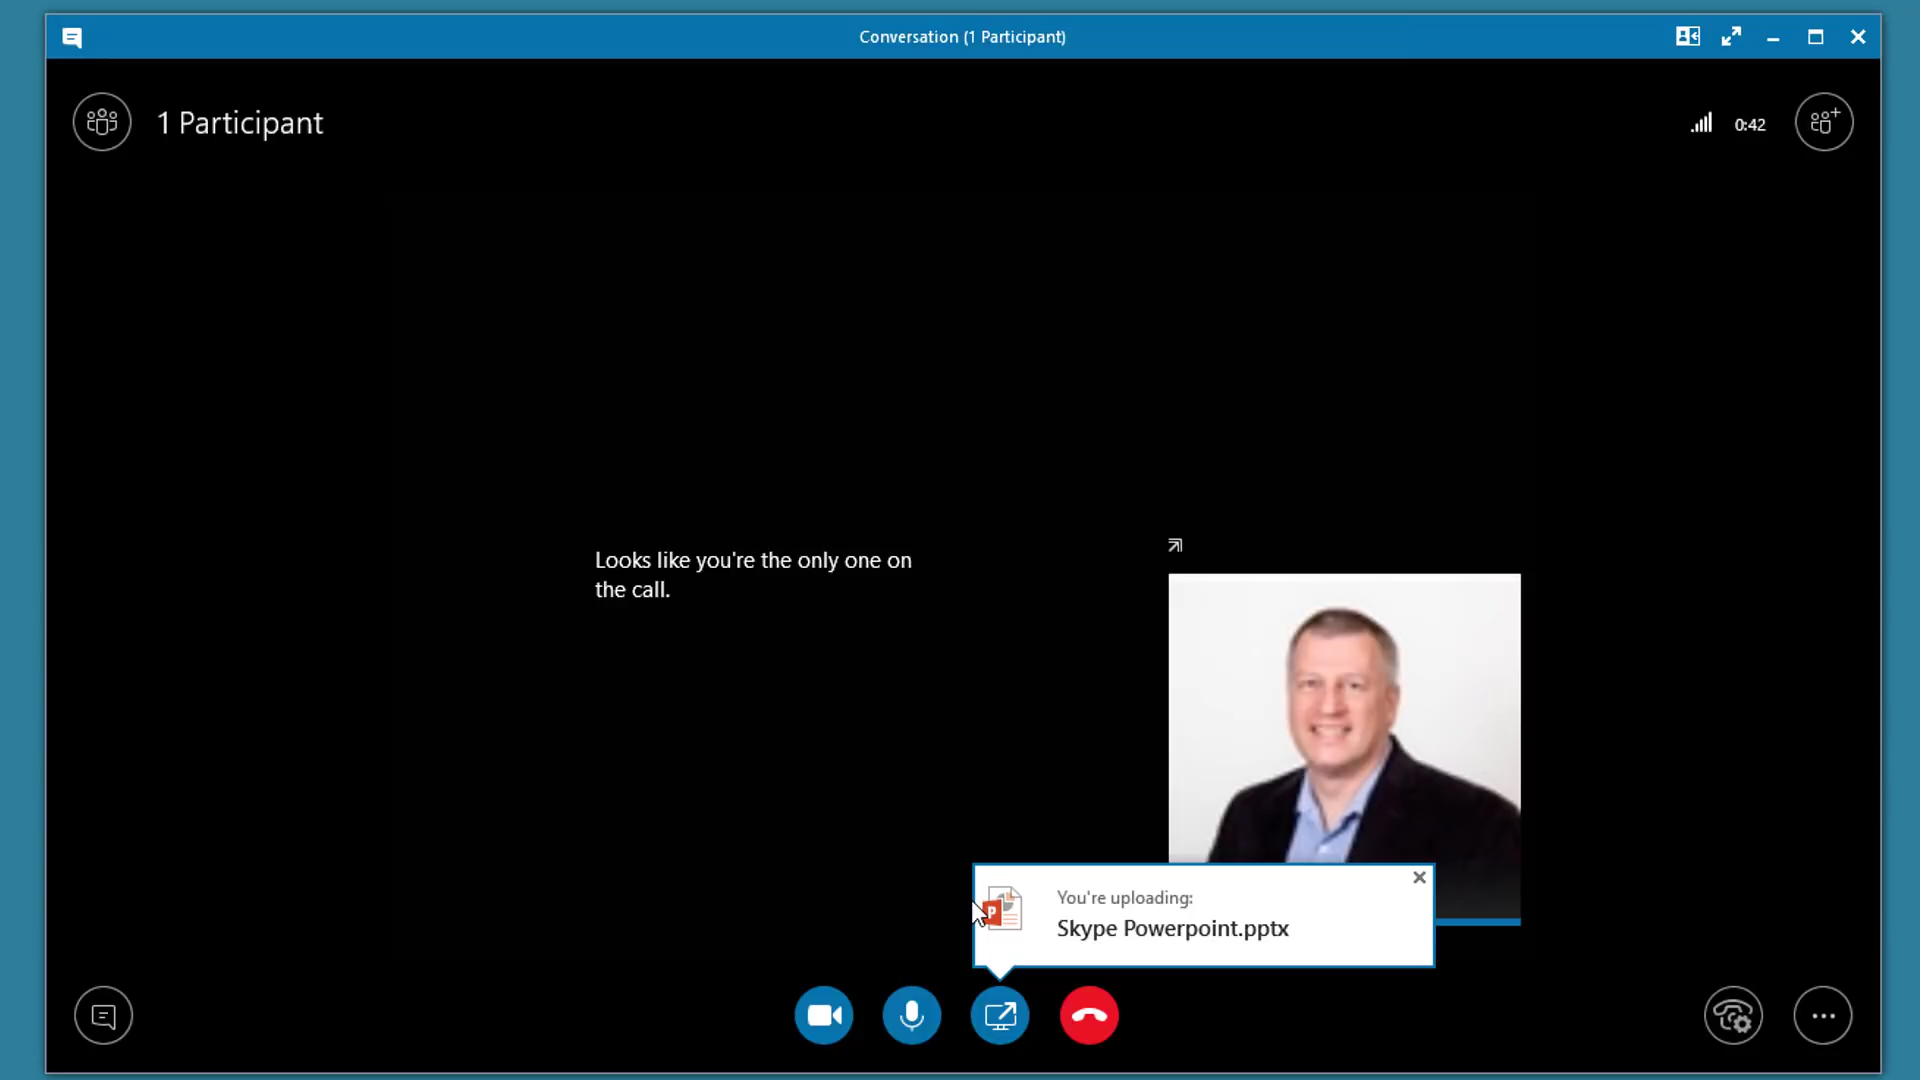 Conversation (1 Participant)
1 Participant
0:42
Looks like you're the only one on
the call.
You're uploading:
P
Skype Powerpoint.pptx